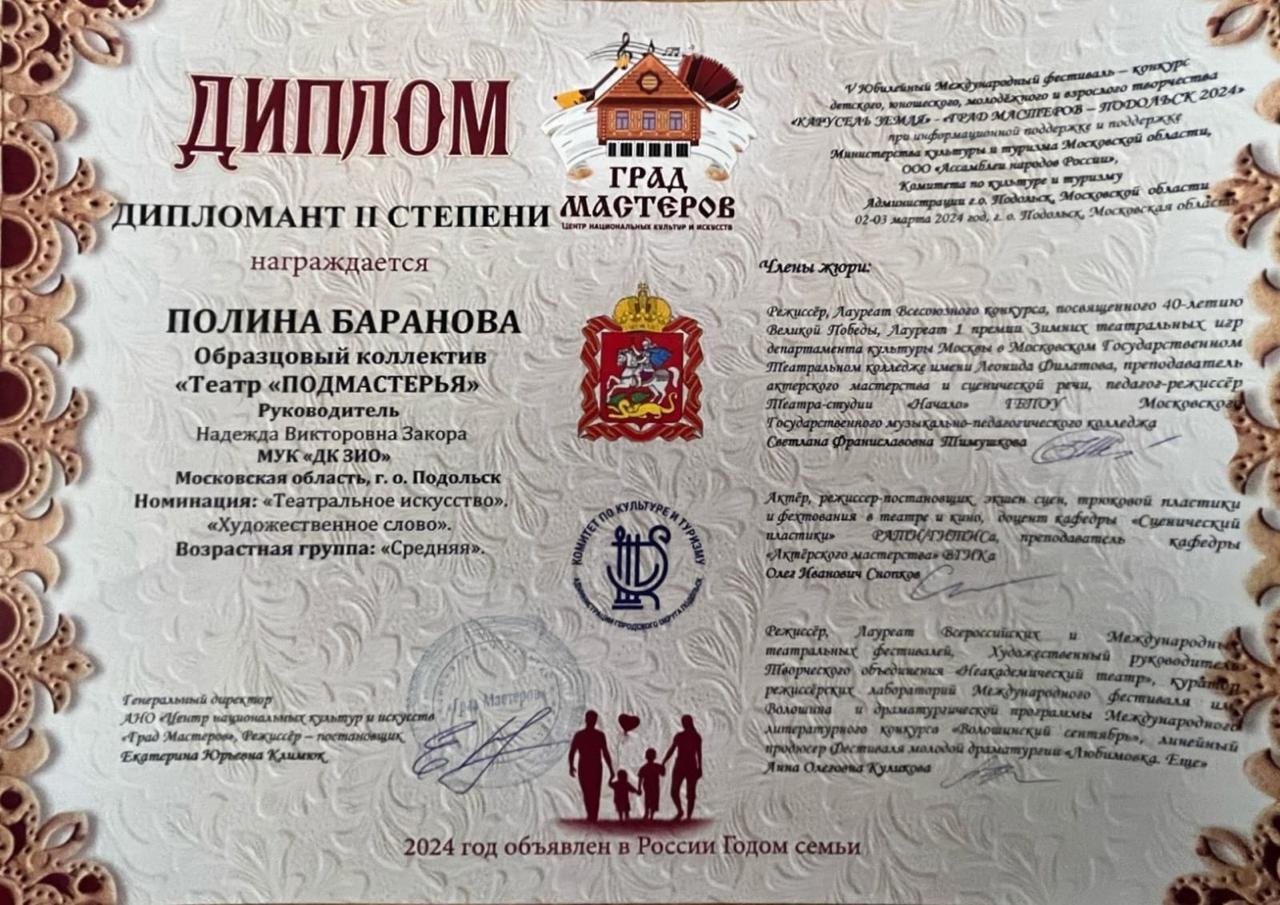 ДИПЛОМ
ДИПЛОМАНТ II СТЕПЕНИ
награждается
ПОЛИНА БАРАНОВА
Образцовый коллектив
«Театр «ПОДМАСТЕРЬЯ»
Руководитель
Надежда Викторовна Закора
МУК «ДК ЗИО»
Московская область, г. о. Подольск
Номинация: «Театральное искусство».
«Художественное слово».
Возрастная группа: «Средняя».
Генеральный директор
АНО «Центр национальных культур и искусств
«Град Мастеров», Режиссёр – постановщик
Екатерина Юрьевна Климюк
«Град Мастеров»
ГРАД
МАСТЕРОВ
ЦЕНТР НАЦИОНАЛЬНЫХ КУЛЬТУР И ИСКУССТВ
КОМИТЕТ ПО КУЛЬТУРЕ И ТУРИЗМУ
АДМИНИСТРАЦИИ ГОРОДСКОГО ОКРУГА ПОДОЛЬСК
V Юбилейный Международный фестиваль – конкурс
детского, юношеского, молодёжного и взрослого творчества
«КАРУСЕЛЬ ЗЕМЛЯ» - «ГРАД МАСТЕРОВ – ПОДОЛЬСК 2024»
при информационной поддержке и поддержке
Министерства культуры и туризма Московской области,
ООО «Ассамблеи народов России»,
Комитета по культуре и туризму
Администрации г.о. Подольск, Московской области
02-03 марта 2024 год, г. о. Подольск, Московская область
Члены жюри:
Режиссёр, Лауреат Всесоюзного конкурса, посвященного 40-летию
Великой Победы, Лауреат 1 премии Зимних театральных игр
департамента культуры Москвы в Московском Государственном
Театральном колледже имени Леонида Филатова, преподаватель
актерского мастерства и сценической речи, педагог-режиссёр
Театра-студии «Начало» ГБПОУ Московского
Государственного музыкально-педагогического колледжа
Светлана Франиславовна Тимушкова
Актёр, режиссер-постановщик экшен сцен, трюковой пластики
и фехтования в театре и кино, доцент кафедры «Сценический
пластики» РАТИ/ГИТИСа, преподаватель кафедры
«Актёрского мастерства» ВГИКа
Олег Иванович Снопков
Режиссёр, Лауреат Всероссийских и Международных
театральных фестивалей, Художественный руководитель
Творческого объединения «Неакадемический театр», куратор
режиссёрских лабораторий Международного фестиваля им.
Волошина и драматургической программы Международного
литературного конкурса «Волошинский сентябрь», линейный
продюсер Фестиваля молодой драматургии «Любимовка. Еще»
Анна Олеговна Куликова
2024 год объявлен в России Годом семьи